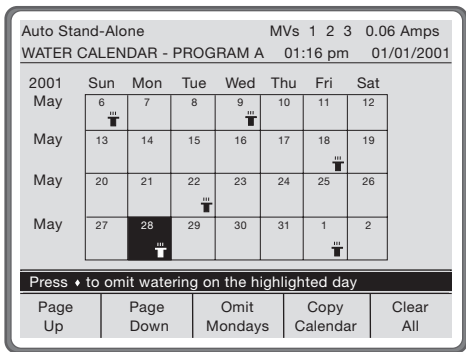 Auto Stand-Alone MVs 1 2 3 0.06 Amps
WATER CALENDAR - PROGRAM A 01:16 pm 01/01/2001
2001 Sun Mon Tue Wed Thu Fri Sat
May 6 7 8 9 10 11 12
May 13 14 15 16 17 18 19
May 20 21 22 23 24 25 26
May 27 28 29 30 31 1 2
Press ♦ to omit watering on the highlighted day
Page Up
Page Down
Omit Mondays
Copy Calendar
Clear All